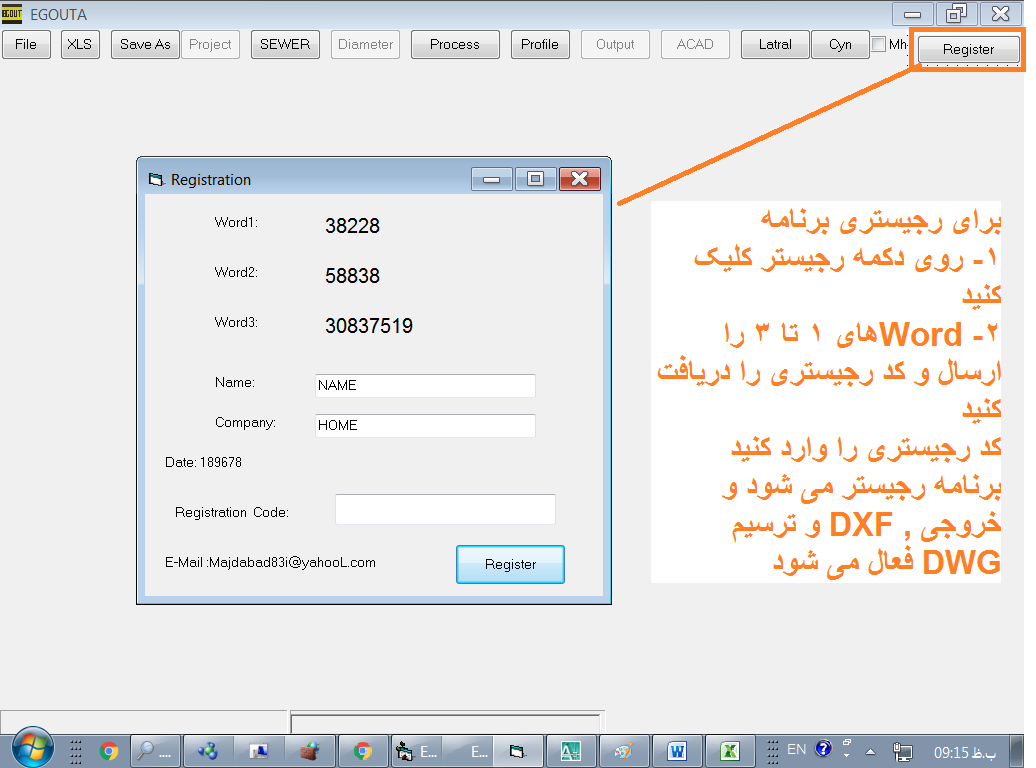 EGOUTA
File XLS Save As Project SEWER Diameter Process Profile Output ACAD Latral Cyn Mh Register
Registration
Word1: 38228
Word2: 58838
Word3: 30837519
Name: NAME
Company: HOME
Date: 189678
Registration Code:
E-Mail :Majdabad83i@yahooL.com
Register
برای رجیستری برنامه
۱- روی دکمه رجیستر کلیک
کنید
۲- Wordهای ۱ تا ۳ را
ارسال و کد رجیستری را دریافت
کنید
کد رجیستری را وارد کنید
برنامه رجیستر می شود و
خروجی , DXF و ترسیم
DWG فعال می شود
.... E... E... EN 09:15 ب.ظ